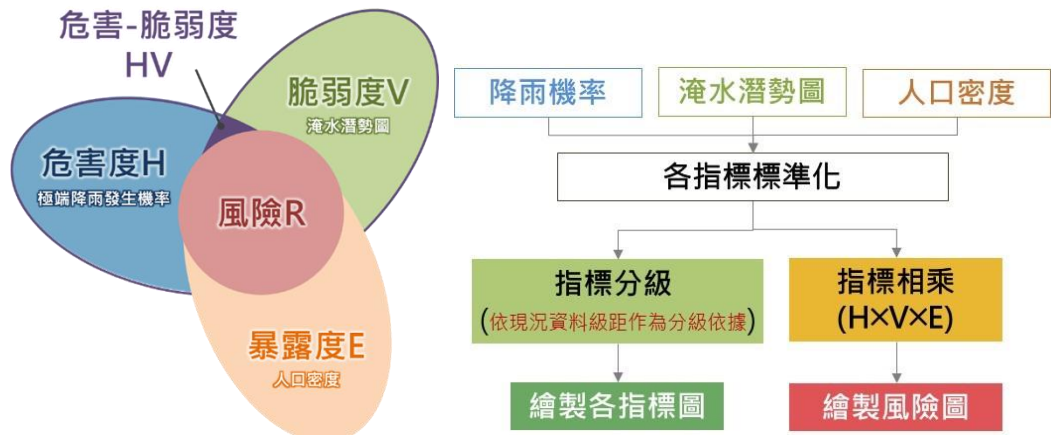 危害-脆弱度
HV
脆弱度V
淹水潛勢圖
危害度H
極端降雨發生機率
風險R
暴露度E
人口密度
降雨機率
淹水潛勢圖
人口密度
各指標標準化
指標分級
(依現況資料級距作為分級依據)
指標相乘
(H×V×E)
繪製各指標圖
繪製風險圖